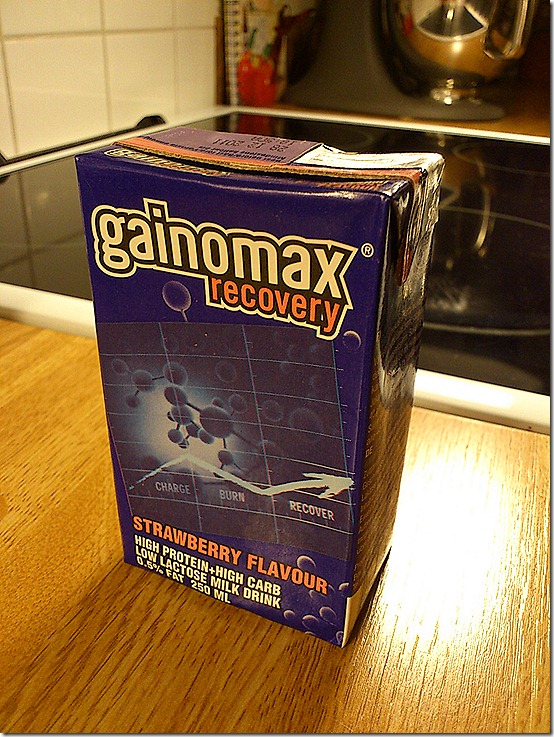 gainomax®
recovery
CHARGE
BURN
RECOVER
STRAWBERRY FLAVOUR
HIGH PROTEIN+HIGH CARB
LOW LACTOSE MILK DRINK
0.5% FAT 250 ML